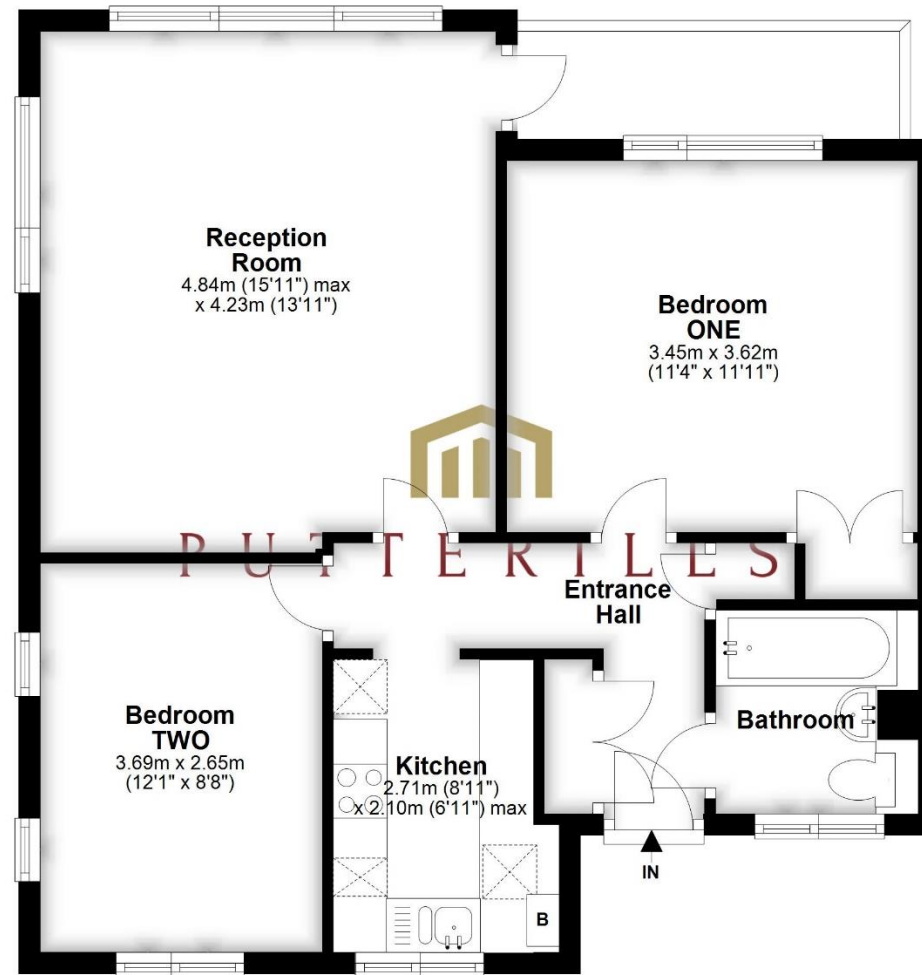 Reception
Room
4.84m (15'11") max
x 4.23m (13'11")
Bedroom
ONE
3.45m x 3.62m
(11'4" x 11'11")
PUTTERILLS
Entrance
Hall
Bedroom
TWO
3.69m x 2.65m
(12'1" x 8'8")
Kitchen
2.71m (8'11")
x 2.10m (6'11") max
Bathroom
IN
B